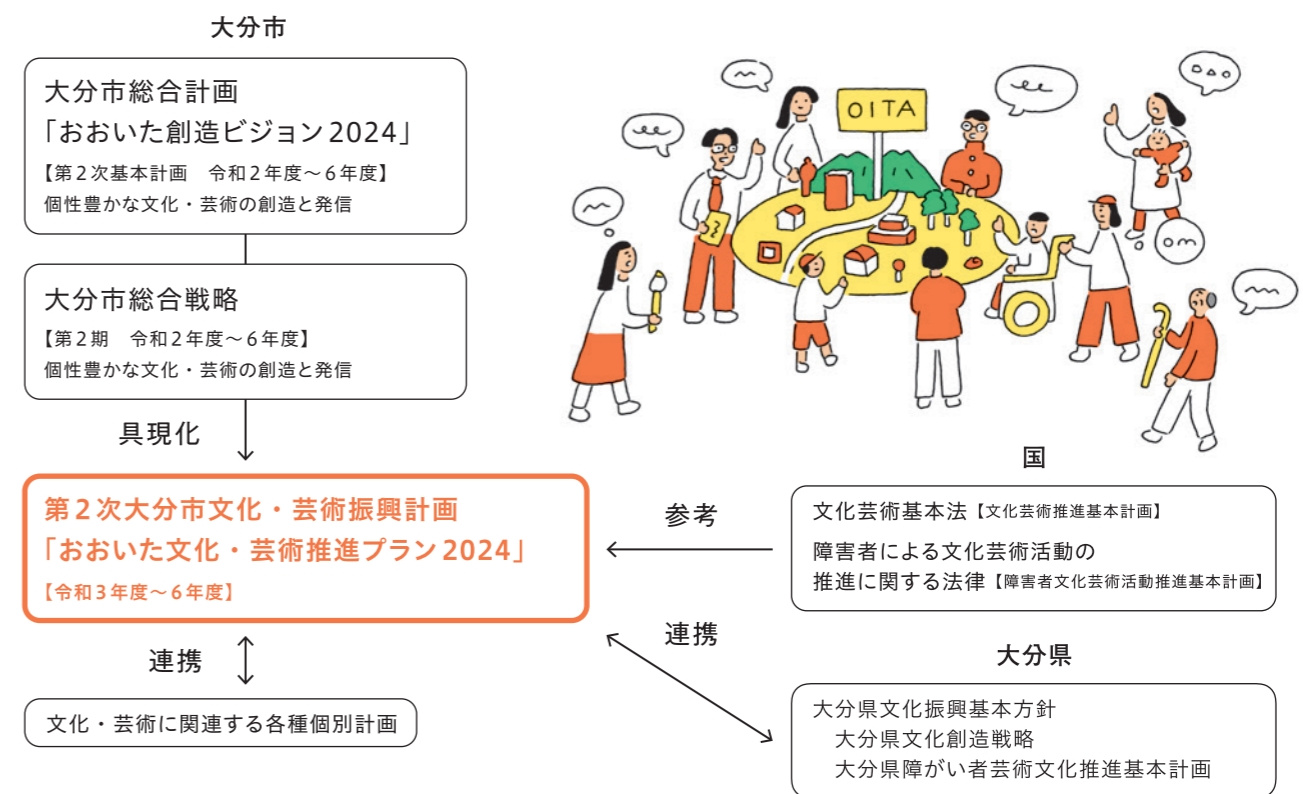 大分市
大分市総合計画
「おおいた創造ビジョン2024」
【第2次基本計画　令和2年度～6年度】
個性豊かな文化・芸術の創造と発信
大分市総合戦略
【第2期　令和2年度～6年度】
個性豊かな文化・芸術の創造と発信
具現化
第2次大分市文化・芸術振興計画
「おおいた文化・芸術推進プラン2024」
【令和3年度～6年度】
連携
文化・芸術に関連する各種個別計画
OITA
国
参考
文化芸術基本法【文化芸術推進基本計画】
障害者による文化芸術活動の
推進に関する法律【障害者文化芸術活動推進基本計画】
連携
大分県
大分県文化振興基本方針
大分県文化創造戦略
大分県障がい者芸術文化推進基本計画